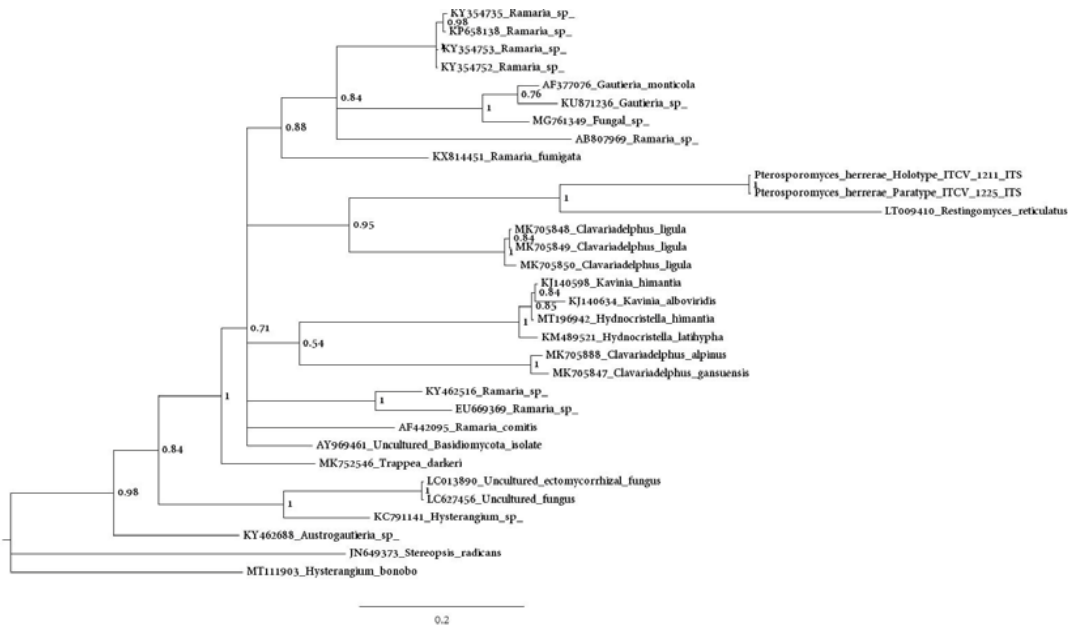 KY354735_Ramaria_sp_
0.98
KP658138_Ramaria_sp_
KY354753_Ramaria_sp_
KY354752_Ramaria_sp_
AF377076_Gautieria_monticola
0.84
0.76
KU871236_Gautieria_sp_
1
MG761349_Fungal_sp_
0.88
AB807969_Ramaria_sp_
KX814451_Ramaria_fumigata
Pterosporomyces_herrerae_Holotype_ITCV_1211_ITS
1
Pterosporomyces_herrerae_Paratype_ITCV_1225_ITS
1
LT009410_Restingomyces_reticulatus
0.95
MK705848_Clavariadelphus_ligula
0.84
MK705849_Clavariadelphus_ligula
1
MK705850_Clavariadelphus_ligula
KJ140598_Kavinia_himantia
0.84
KJ140634_Kavinia_alboviridis
0.85
MT196942_Hydnocristella_himantia
1
KM489521_Hydnocristella_latihypha
0.71
0.54
MK705888_Clavariadelphus_alpinus
1
MK705847_Clavariadelphus_gansuensis
KY462516_Ramaria_sp_
1
1
EU669369_Ramaria_sp_
AF442095_Ramaria_comitis
AY969461_Uncultured_Basidiomycota_isolate
0.84
MK752546_Trappea_darkeri
LC013890_Uncultured_ectomycorrhizal_fungus
0.98
1
LC627456_Uncultured_fungus
1
KC791141_Hysterangium_sp_
KY462688_Austrogautieria_sp_
JN649373_Stereopsis_radicans
MT111903_Hysterangium_bonobo
0.2